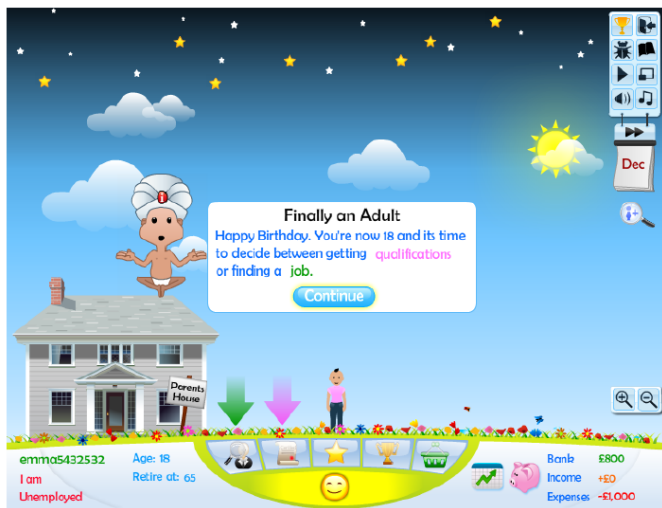 Dec
Finally an Adult
Happy Birthday. You're now 18 and its time
to decide between getting qualifications
or finding a job.
Continue
Parents
House
emma5432532
I am
Unemployed
Age: 18
Retire at: 65
Bank £800
Income +£0
Expenses -£1,000